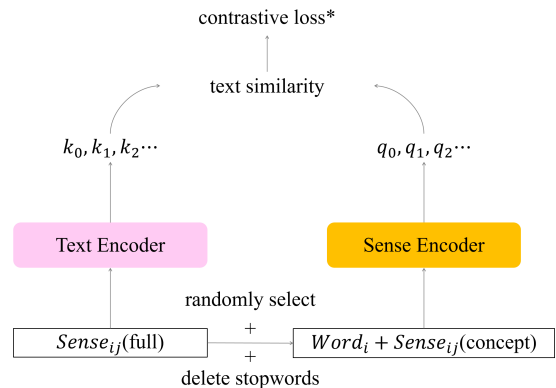 contrastive loss*
text similarity
k₀, k₁, k₂⋯
q₀, q₁, q₂⋯
Text Encoder
Sense Encoder
randomly select
+
Senseᵢⱼ(full)
Wordᵢ + Senseᵢⱼ(concept)
+
delete stopwords